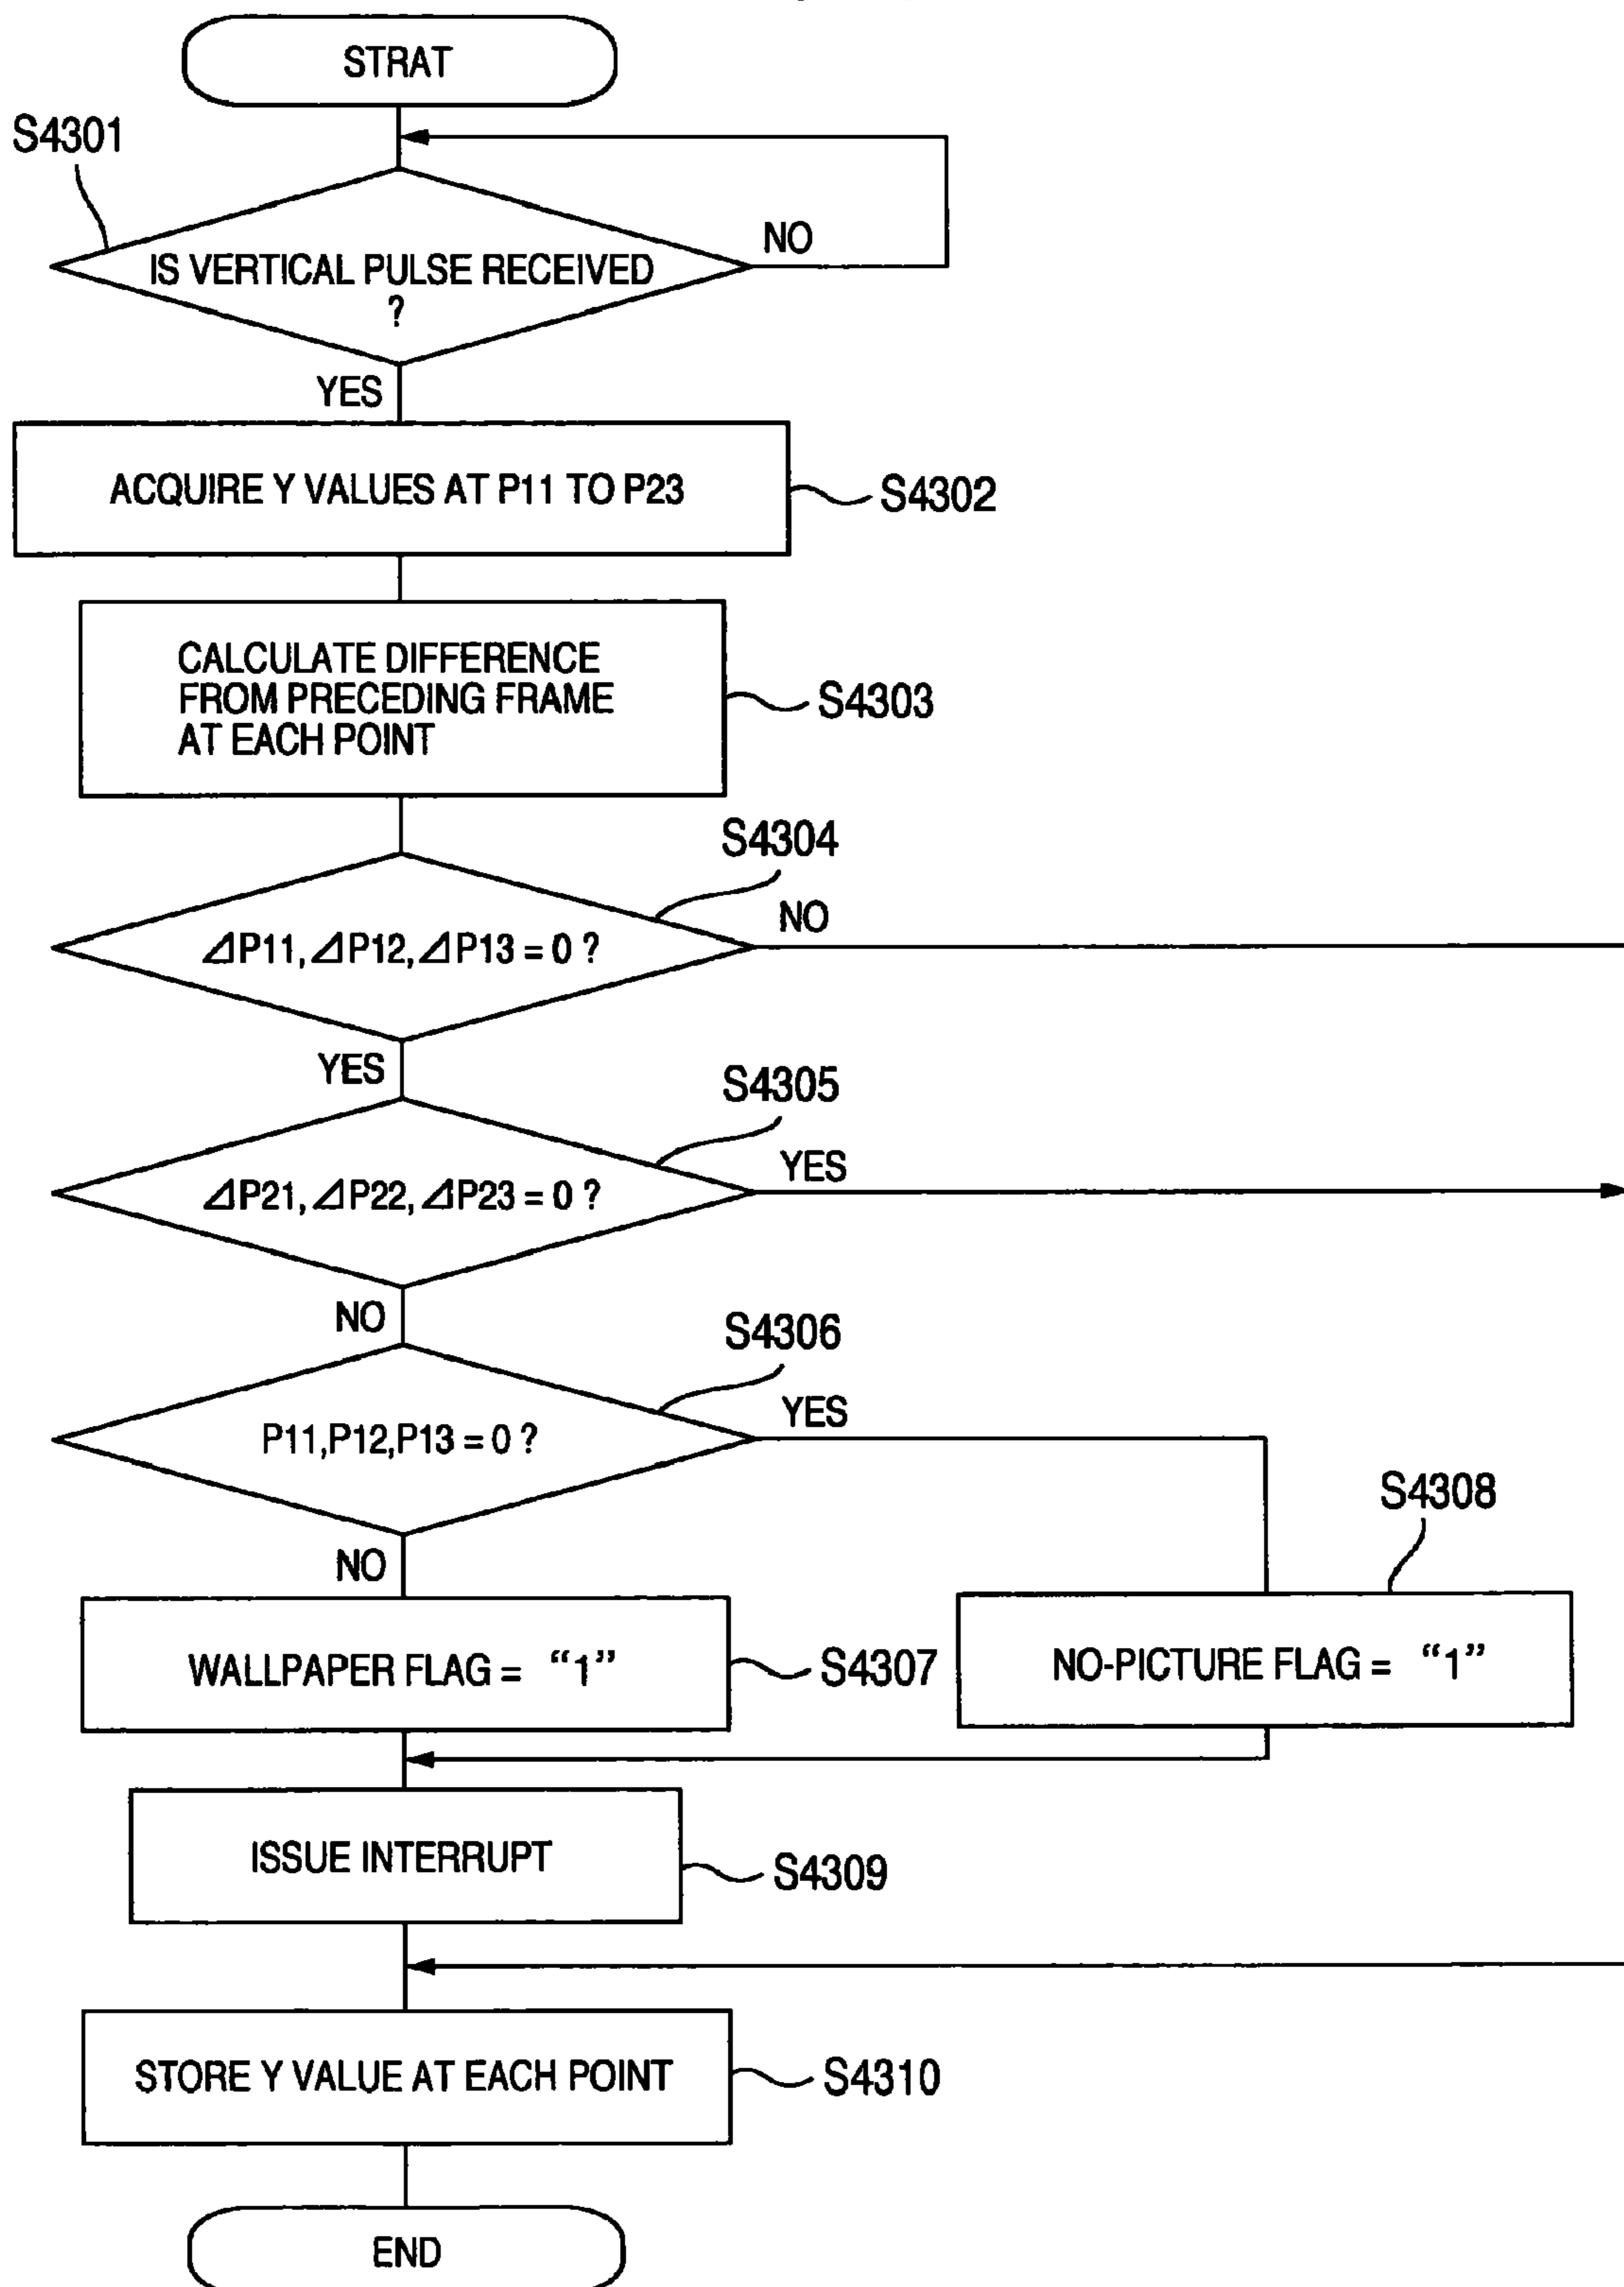 STRAT
S4301
NO
IS VERTICAL PULSE RECEIVED
?
YES
ACQUIRE Y VALUES AT P11 TO P23
S4302
CALCULATE DIFFERENCE
FROM PRECEDING FRAME
AT EACH POINT
S4303
S4304
NO
⊿P11, ⊿P12, ⊿P13 = 0 ?
YES
S4305
YES
⊿P21, ⊿P22, ⊿P23 = 0 ?
NO
S4306
YES
P11,P12,P13 = 0 ?
S4308
NO
WALLPAPER FLAG = “1”
S4307
NO-PICTURE FLAG = “1”
ISSUE INTERRUPT
S4309
STORE Y VALUE AT EACH POINT
S4310
END